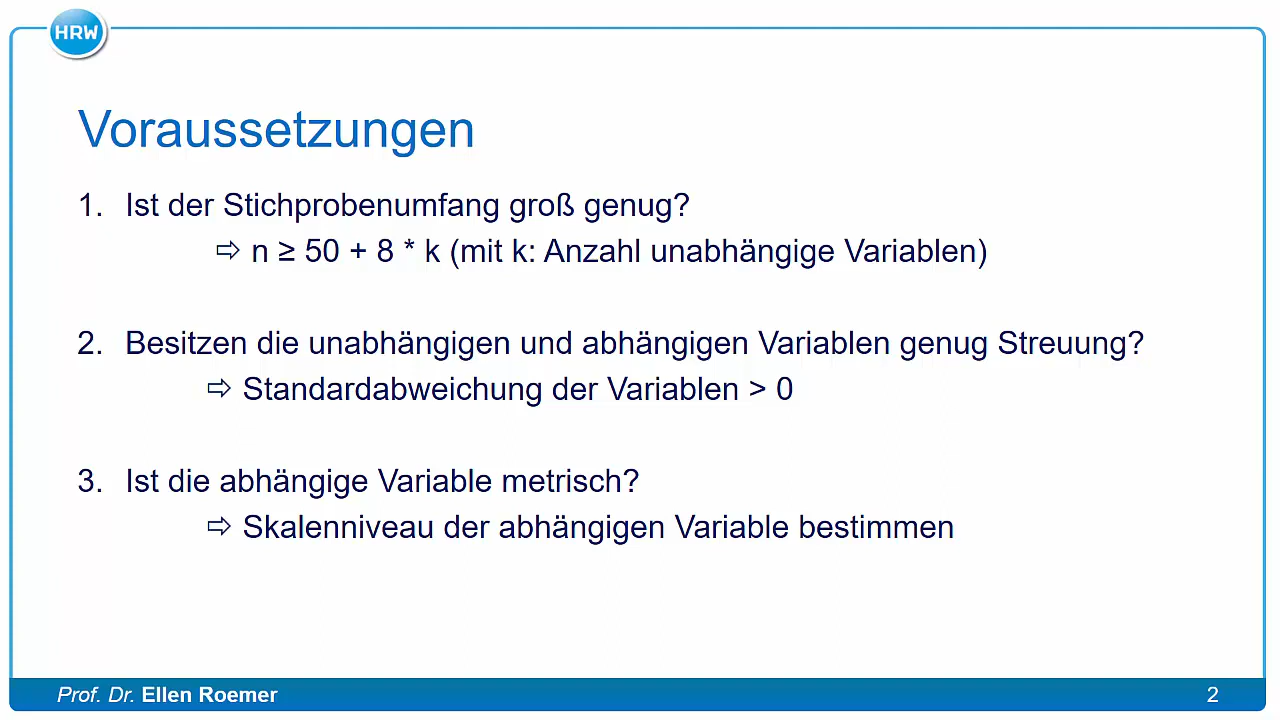 HRW
Voraussetzungen
1. Ist der Stichprobenumfang groß genug?
⇨ n ≥ 50 + 8 * k (mit k: Anzahl unabhängige Variablen)
2. Besitzen die unabhängigen und abhängigen Variablen genug Streuung?
⇨ Standardabweichung der Variablen > 0
3. Ist die abhängige Variable metrisch?
⇨ Skalenniveau der abhängigen Variable bestimmen
Prof. Dr. Ellen Roemer 2